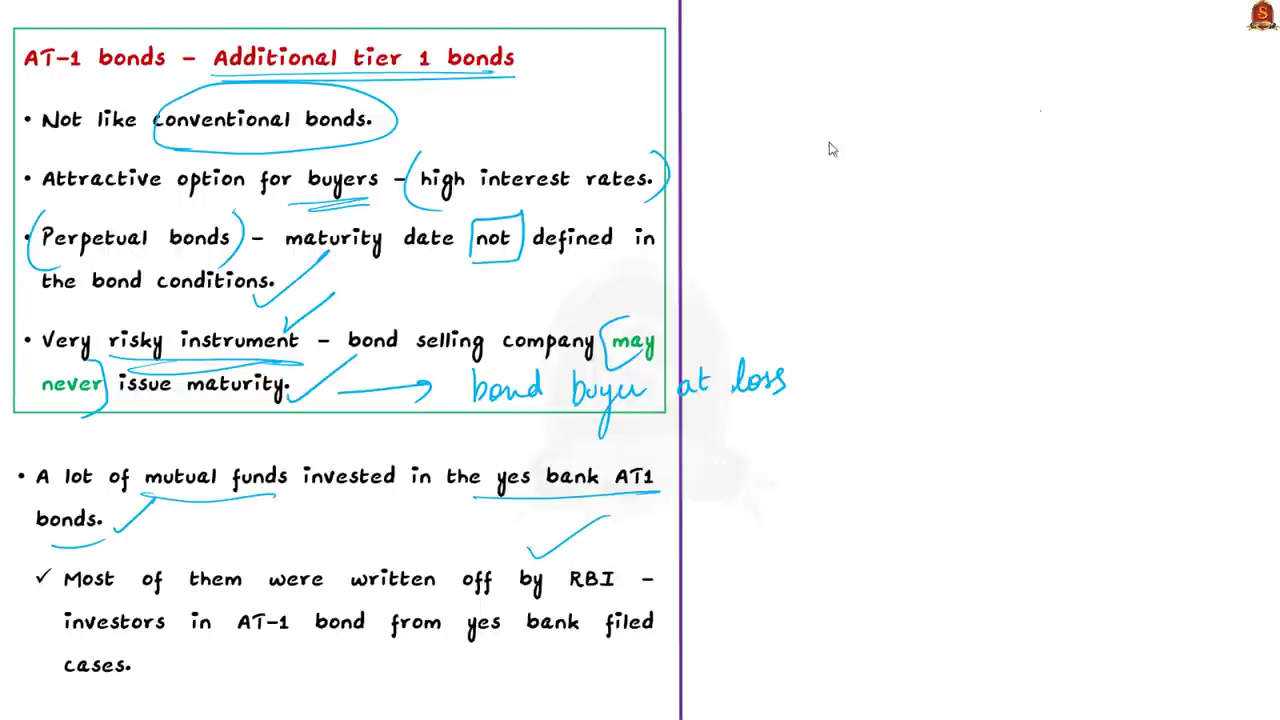 AT-1 bonds - Additional tier 1 bonds
• Not like conventional bonds.
• Attractive option for buyers - (high interest rates.)
• (Perpetual bonds) - maturity date not defined in
the bond conditions.
• Very risky instrument - bond selling company may
never issue maturity.
→ bond buyer at loss
• A lot of mutual funds invested in the yes bank AT1
bonds.
✓ Most of them were written off by RBI -
investors in AT-1 bond from yes bank filed
cases.
S